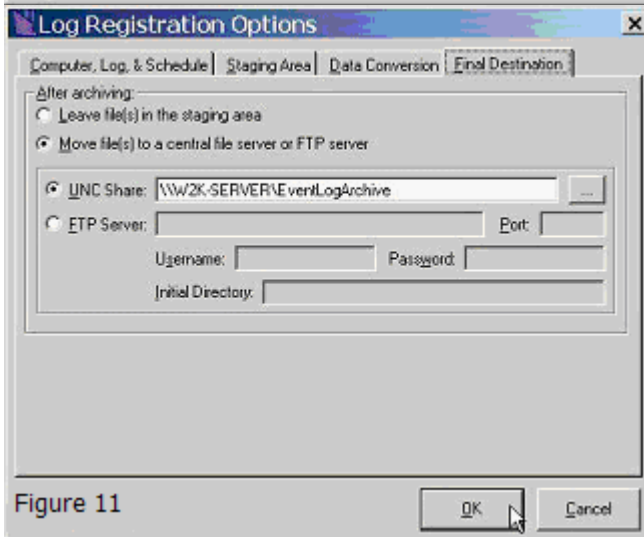 Log Registration Options
Computer, Log, & Schedule Staging Area Data Conversion Final Destination
After archiving:
Leave file(s) in the staging area
Move file(s) to a central file server or FTP server
UNC Share: \\W2K-SERVER\EventLogArchive ...
FTP Server: Port:
Username: Password:
Initial Directory:
Figure 11 OK Cancel